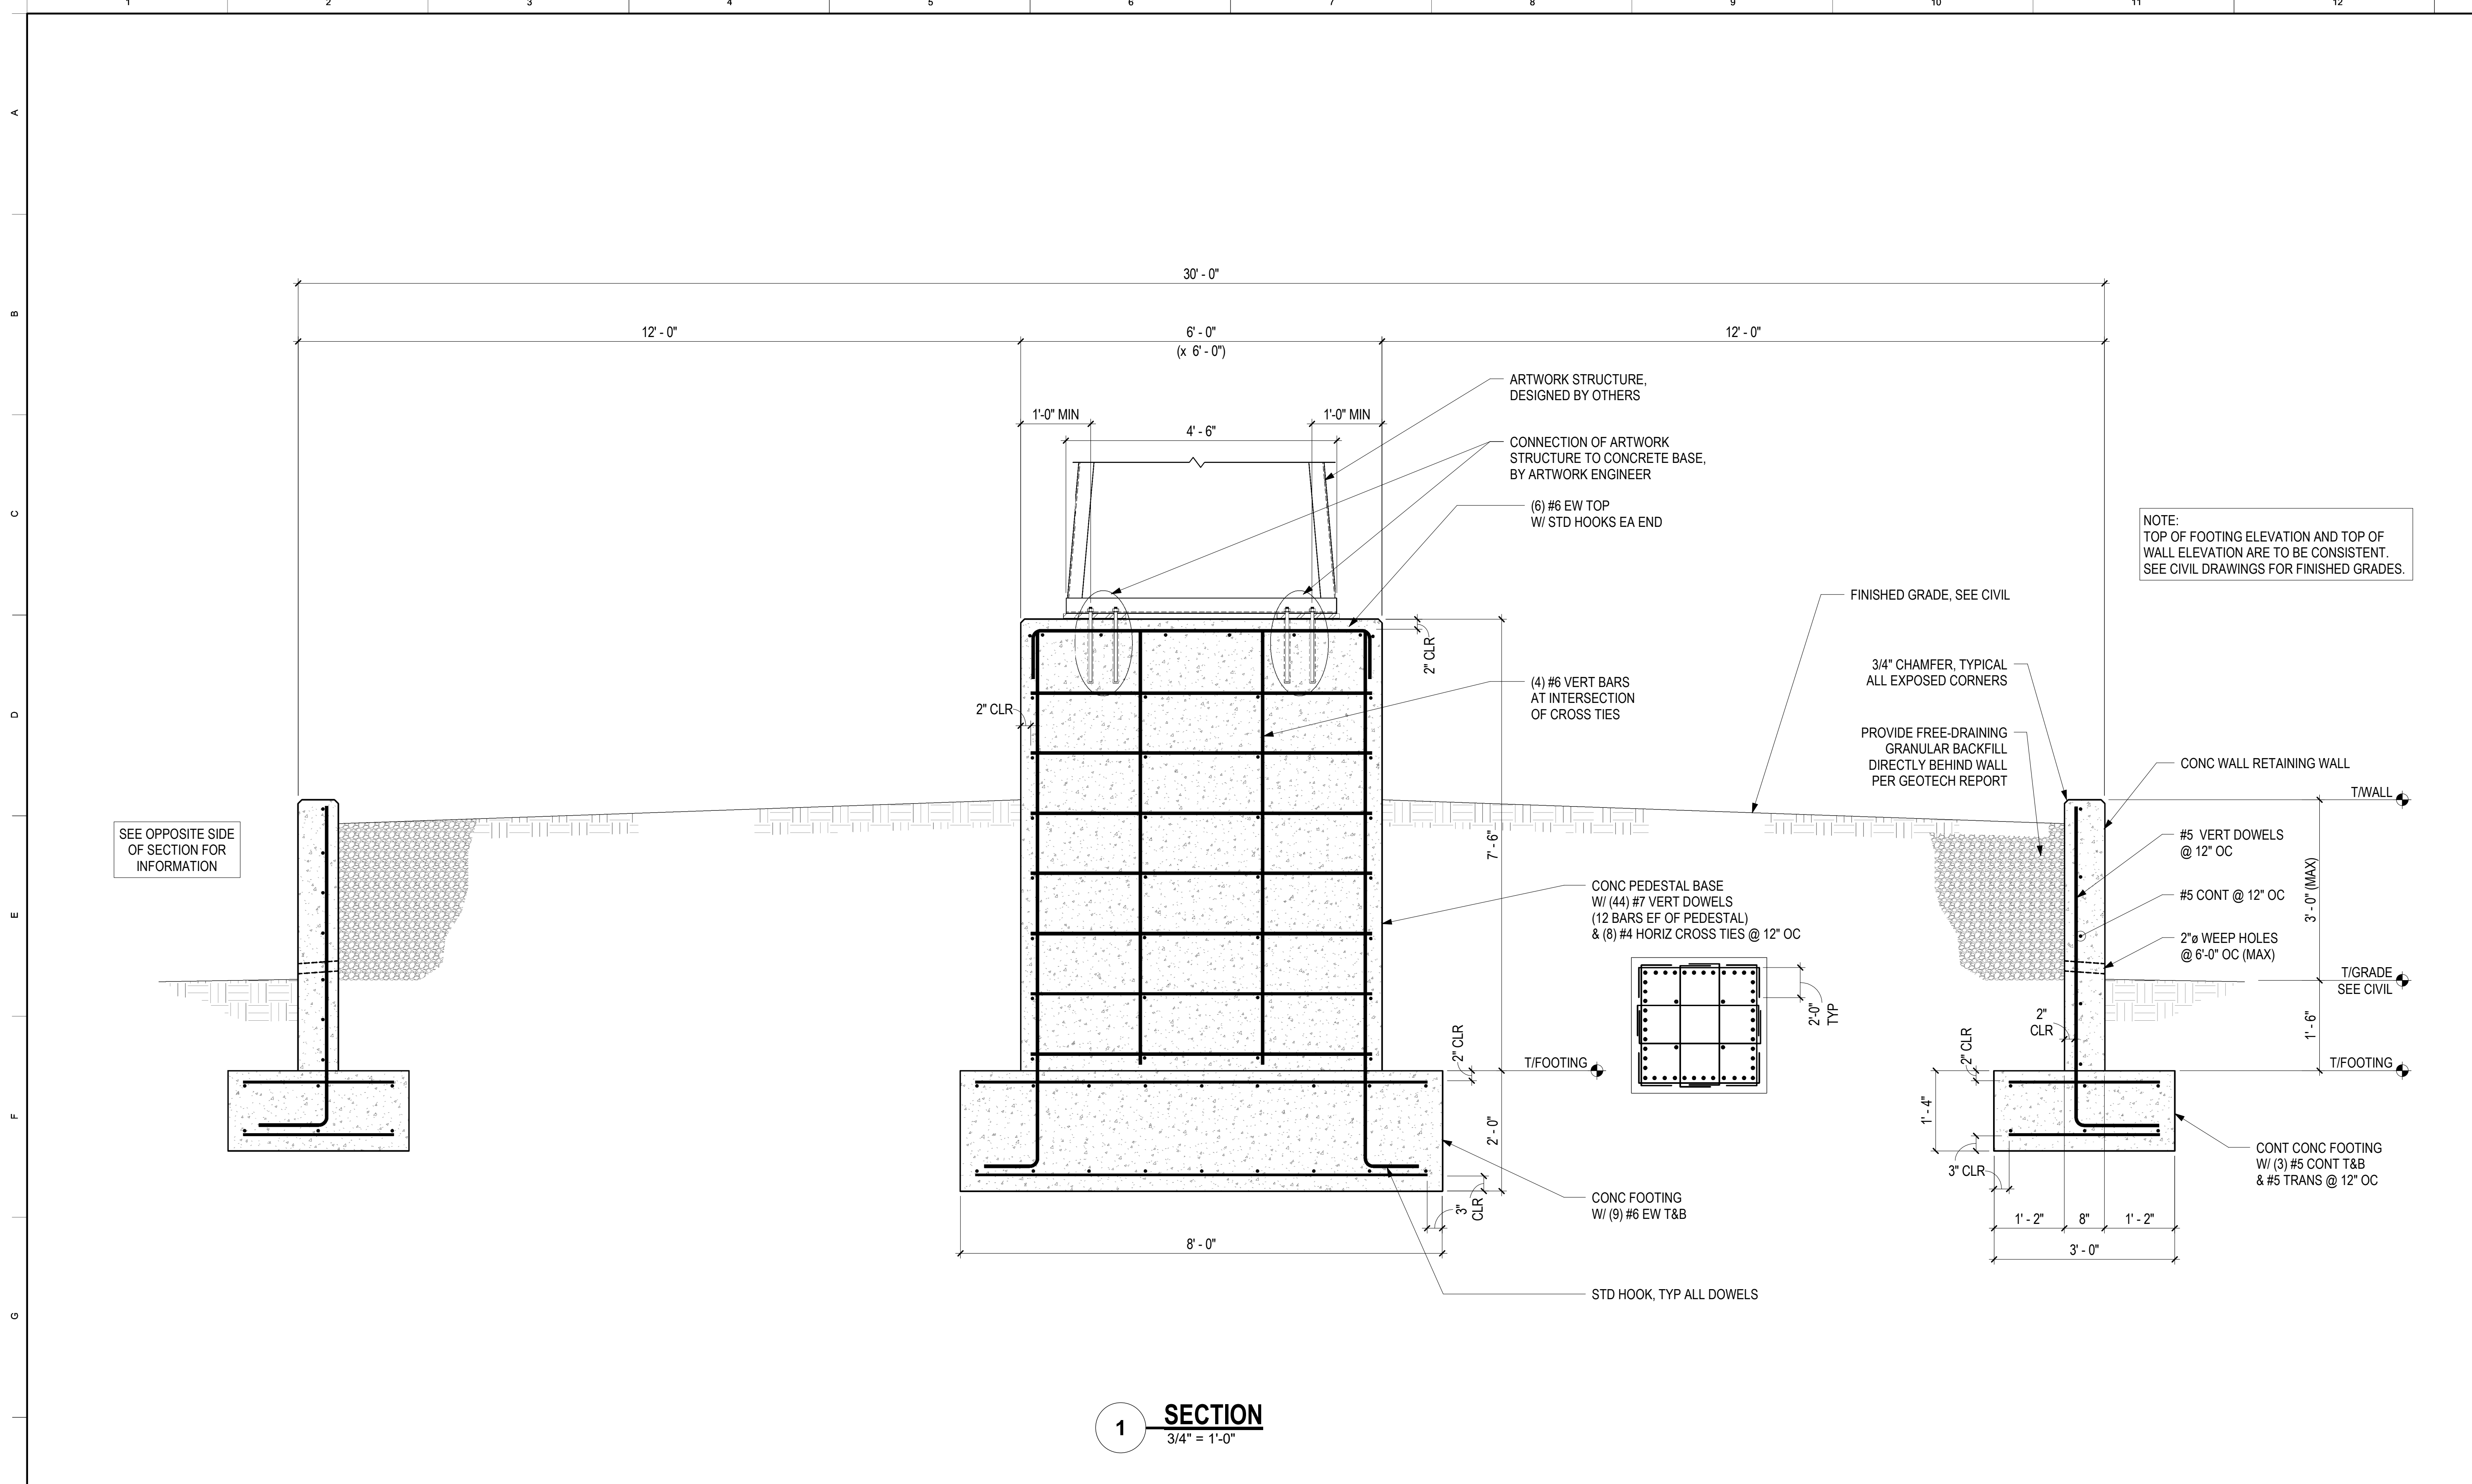 1 2 3 4 5 6 7 8 9 10 11 12
A
B
C
D
E
F
G
30' - 0"
12' - 0"
6' - 0"
(x 6' - 0")
12' - 0"
1'-0" MIN
4' - 6"
1'-0" MIN
ARTWORK STRUCTURE,
DESIGNED BY OTHERS
CONNECTION OF ARTWORK
STRUCTURE TO CONCRETE BASE,
BY ARTWORK ENGINEER
(6) #6 EW TOP
W/ STD HOOKS EA END
NOTE:
TOP OF FOOTING ELEVATION AND TOP OF
WALL ELEVATION ARE TO BE CONSISTENT.
SEE CIVIL DRAWINGS FOR FINISHED GRADES.
FINISHED GRADE, SEE CIVIL
2" CLR
3/4" CHAMFER, TYPICAL
ALL EXPOSED CORNERS
(4) #6 VERT BARS
AT INTERSECTION
OF CROSS TIES
2" CLR
PROVIDE FREE-DRAINING
GRANULAR BACKFILL
DIRECTLY BEHIND WALL
PER GEOTECH REPORT
CONC WALL RETAINING WALL
T/WALL
SEE OPPOSITE SIDE
OF SECTION FOR
INFORMATION
7' - 6"
#5 VERT DOWELS
@ 12" OC
3' - 0" (MAX)
CONC PEDESTAL BASE
W/ (44) #7 VERT DOWELS
(12 BARS EF OF PEDESTAL)
& (8) #4 HORIZ CROSS TIES @ 12" OC
#5 CONT @ 12" OC
2"ø WEEP HOLES
@ 6'-0" OC (MAX)
T/GRADE
SEE CIVIL
2'-0"
TYP
2"
CLR
1' - 6"
2" CLR
T/FOOTING
2" CLR
T/FOOTING
1' - 4"
2' - 0"
3" CLR
CONT CONC FOOTING
W/ (3) #5 CONT T&B
& #5 TRANS @ 12" OC
3"
CLR
CONC FOOTING
W/ (9) #6 EW T&B
1' - 2"
8"
1' - 2"
8' - 0"
3' - 0"
STD HOOK, TYP ALL DOWELS
1
SECTION
3/4" = 1'-0"